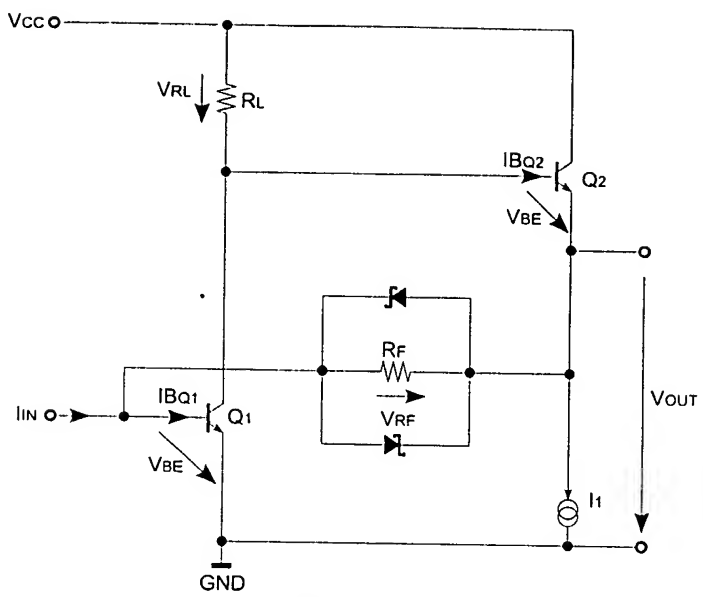 VCC
VRL
RL
IBQ2
Q2
VBE
RF
VRF
VOUT
IIN
IBQ1
Q1
VBE
I1
GND